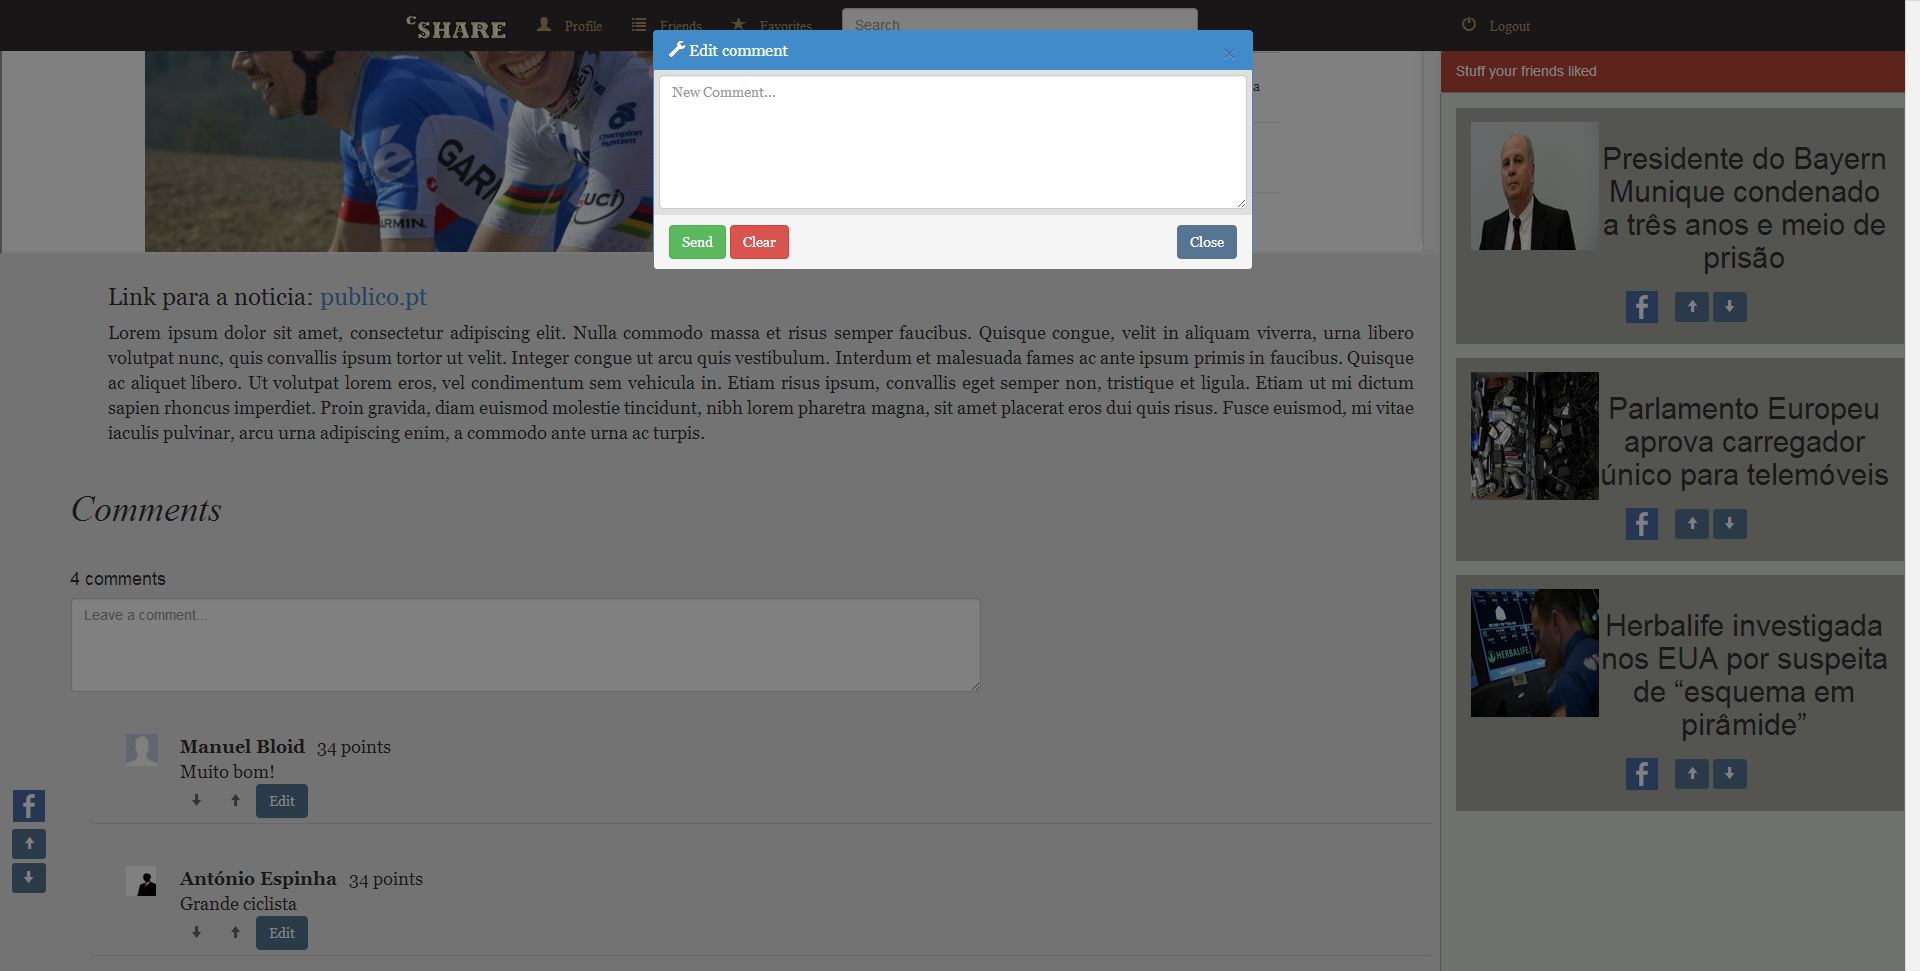 cSHARE
Profile
Friends
Favorites
Search
Logout
Edit comment
×
New Comment...
Send
Clear
Close
a
GARMIN
GARMIN.
UCI
Champion
System
Link para a noticia: publico.pt
Lorem ipsum dolor sit amet, consectetur adipiscing elit. Nulla commodo massa et risus semper faucibus. Quisque congue, velit in aliquam viverra, urna libero
volutpat nunc, quis convallis ipsum tortor ut velit. Integer congue ut arcu quis vestibulum. Interdum et malesuada fames ac ante ipsum primis in faucibus. Quisque
ac aliquet libero. Ut volutpat lorem eros, vel condimentum sem vehicula in. Etiam risus ipsum, convallis eget semper non, tristique et ligula. Etiam ut mi dictum
sapien rhoncus imperdiet. Proin gravida, diam euismod molestie tincidunt, nibh lorem pharetra magna, sit amet placerat eros dui quis risus. Fusce euismod, mi vitae
iaculis pulvinar, arcu urna adipiscing enim, a commodo ante urna ac turpis.
Comments
4 comments
Leave a comment...
Manuel Bloid 34 points
Muito bom!
Edit
António Espinha 34 points
Grande ciclista
Edit
f
Stuff your friends liked
Presidente do Bayern
Munique condenado
a três anos e meio de
prisão
f
Parlamento Europeu
aprova carregador
único para telemóveis
f
HERBALIFE.
Herbalife investigada
nos EUA por suspeita
de “esquema em
pirâmide”
f